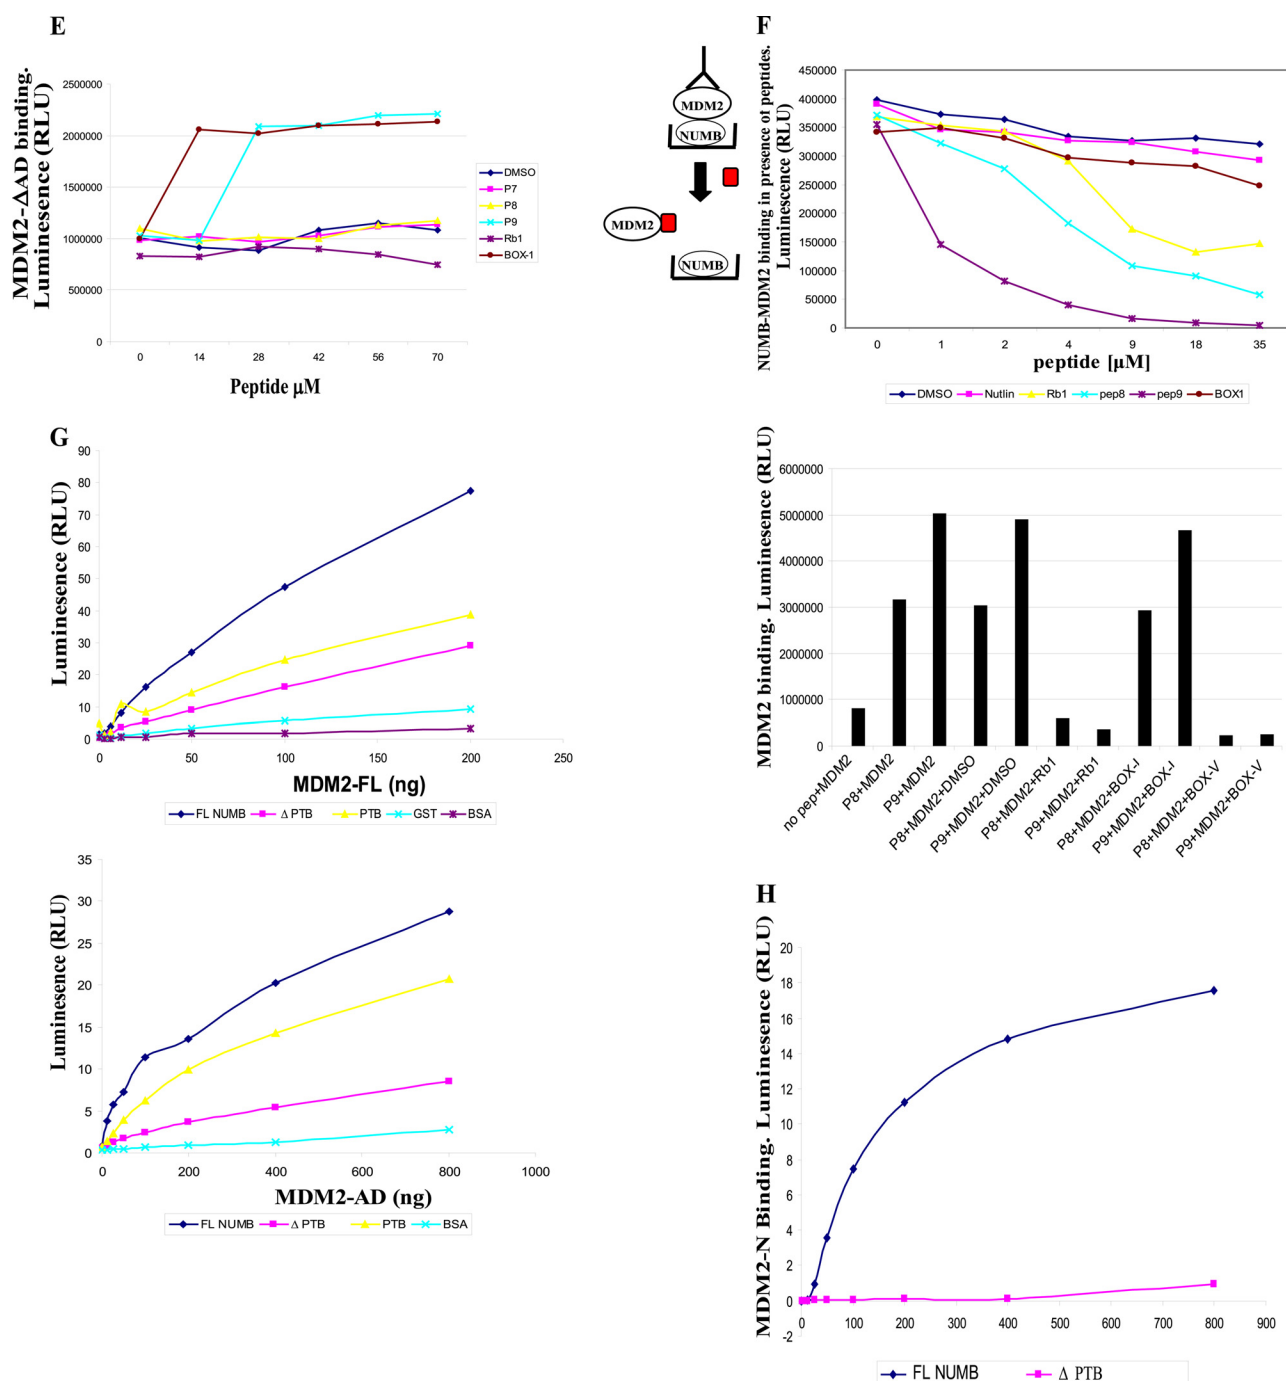 E
MDM2-ΔAD binding.
Luminesence (RLU)
2500000
2000000
1500000
1000000
500000
0
0 14 28 42 56 70
Peptide μM
DMSO
P7
P8
P9
Rb1
BOX-1
MDM2
NUMB
MDM2
NUMB
F
NUMB-MDM2 binding in presence of peptides.
Luminescence (RLU)
450000
400000
350000
300000
250000
200000
150000
100000
50000
0
0 1 2 4 9 18 35
peptide [μM]
DMSO Nutlin Rb1 pep8 pep9 BOX1
G
Luminesence (RLU)
90
80
70
60
50
40
30
20
10
0
0 50 100 150 200 250
MDM2-FL (ng)
FL NUMB Δ PTB PTB GST BSA
MDM2 binding. Luminesence (RLU)
6000000
5000000
4000000
3000000
2000000
1000000
0
no pep+MDM2
P8+MDM2
P9+MDM2
P8+MDM2+DMSO
P9+MDM2+DMSO
P8+MDM2+Rb1
P9+MDM2+Rb1
P8+MDM2+BOX-I
P9+MDM2+BOX-I
P8+MDM2+BOX-V
P9+MDM2+BOX-V
Luminesence (RLU)
35
30
25
20
15
10
5
0
0 200 400 600 800 1000
MDM2-AD (ng)
FL NUMB Δ PTB PTB BSA
H
MDM2-N Binding. Luminesence (RLU)
20
18
16
14
12
10
8
6
4
2
0
-2
0 100 200 300 400 500 600 700 800 900
FL NUMB Δ PTB